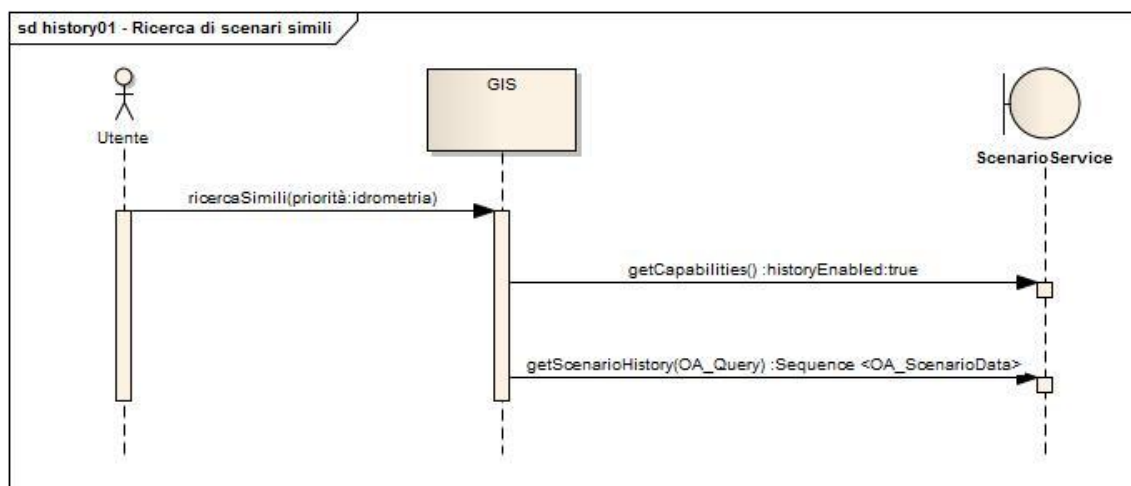 sd history01 - Ricerca di scenari simili
Utente
GIS
ScenarioService
ricercaSimili(priorità:idrometria)
getCapabilities() :historyEnabled:true
getScenarioHistory(OA_Query) :Sequence <OA_ScenarioData>